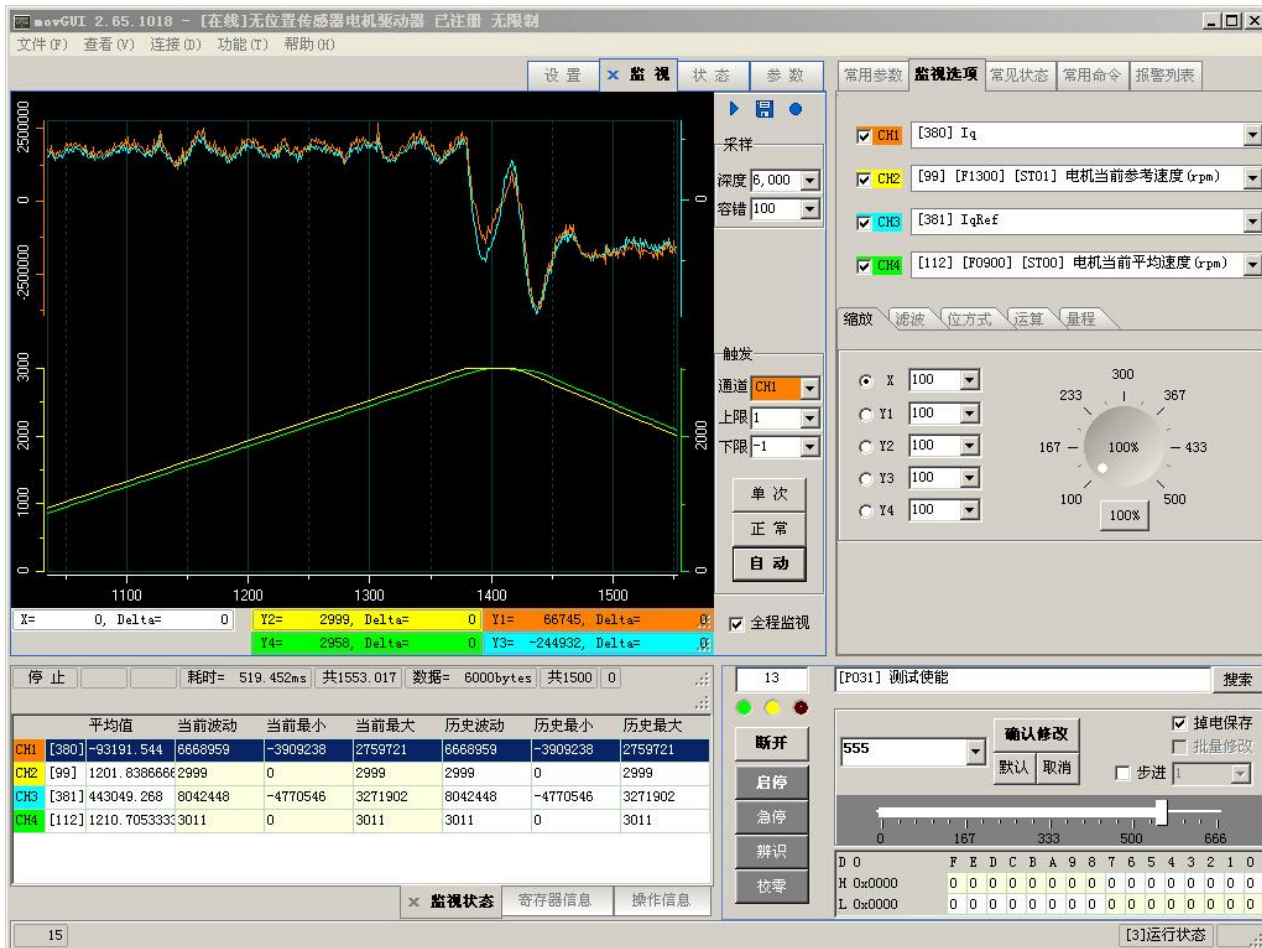 movGUI 2.65.1018 - [在线]无位置传感器电机驱动器 已注册 无限制
文件(F) 查看(V) 连接(D) 功能(T) 帮助(H)
设置 监视 状态 参数
常用参数 监视选项 常见状态 常用命令 报警列表
2500000
0
-2500000
0
3000
2000
1000
0
2000
0
1100 1200 1300 1400 1500
X= 0, Delta= 0 Y2= 2999, Delta= 0 Y1= 66745, Delta= 0
Y4= 2958, Delta= 0 Y3= -244932, Delta= 0
采样
深度 6,000
容错 100
触发
通道 CH1
上限 1
下限 -1
单次
正常
自动
全程监视
CH1 [380] Iq
CH2 [99] [F1300] [ST01] 电机当前参考速度(rpm)
CH3 [381] IqRef
CH4 [112] [F0900] [ST00] 电机当前平均速度(rpm)
缩放 滤波 位方式 运算 量程
X 100
Y1 100
Y2 100
Y3 100
Y4 100
300
233 367
167 100% 433
100 500
100%
停止 耗时= 519.452ms 共1553.017 数据= 6000bytes 共1500 0
平均值 当前波动 当前最小 当前最大 历史波动 历史最小 历史最大
CH1 [380] -93191.544 6668959 -3909238 2759721 6668959 -3909238 2759721
CH2 [99] 1201.8386666 2999 0 2999 2999 0 2999
CH3 [381] 443049.268 8042448 -4770546 3271902 8042448 -4770546 3271902
CH4 [112] 1210.7053333 3011 0 3011 3011 0 3011
监视状态 寄存器信息 操作信息
13
断开
启停
急停
辨识
校零
[P031] 测试使能 搜索
555
确认修改
默认 取消
掉电保存
批量修改
步进 1
0 167 333 500 666
D 0 F E D C B A 9 8 7 6 5 4 3 2 1 0
H 0x0000 0 0 0 0 0 0 0 0 0 0 0 0 0 0 0 0
L 0x0000 0 0 0 0 0 0 0 0 0 0 0 0 0 0 0 0
15 [3]运行状态